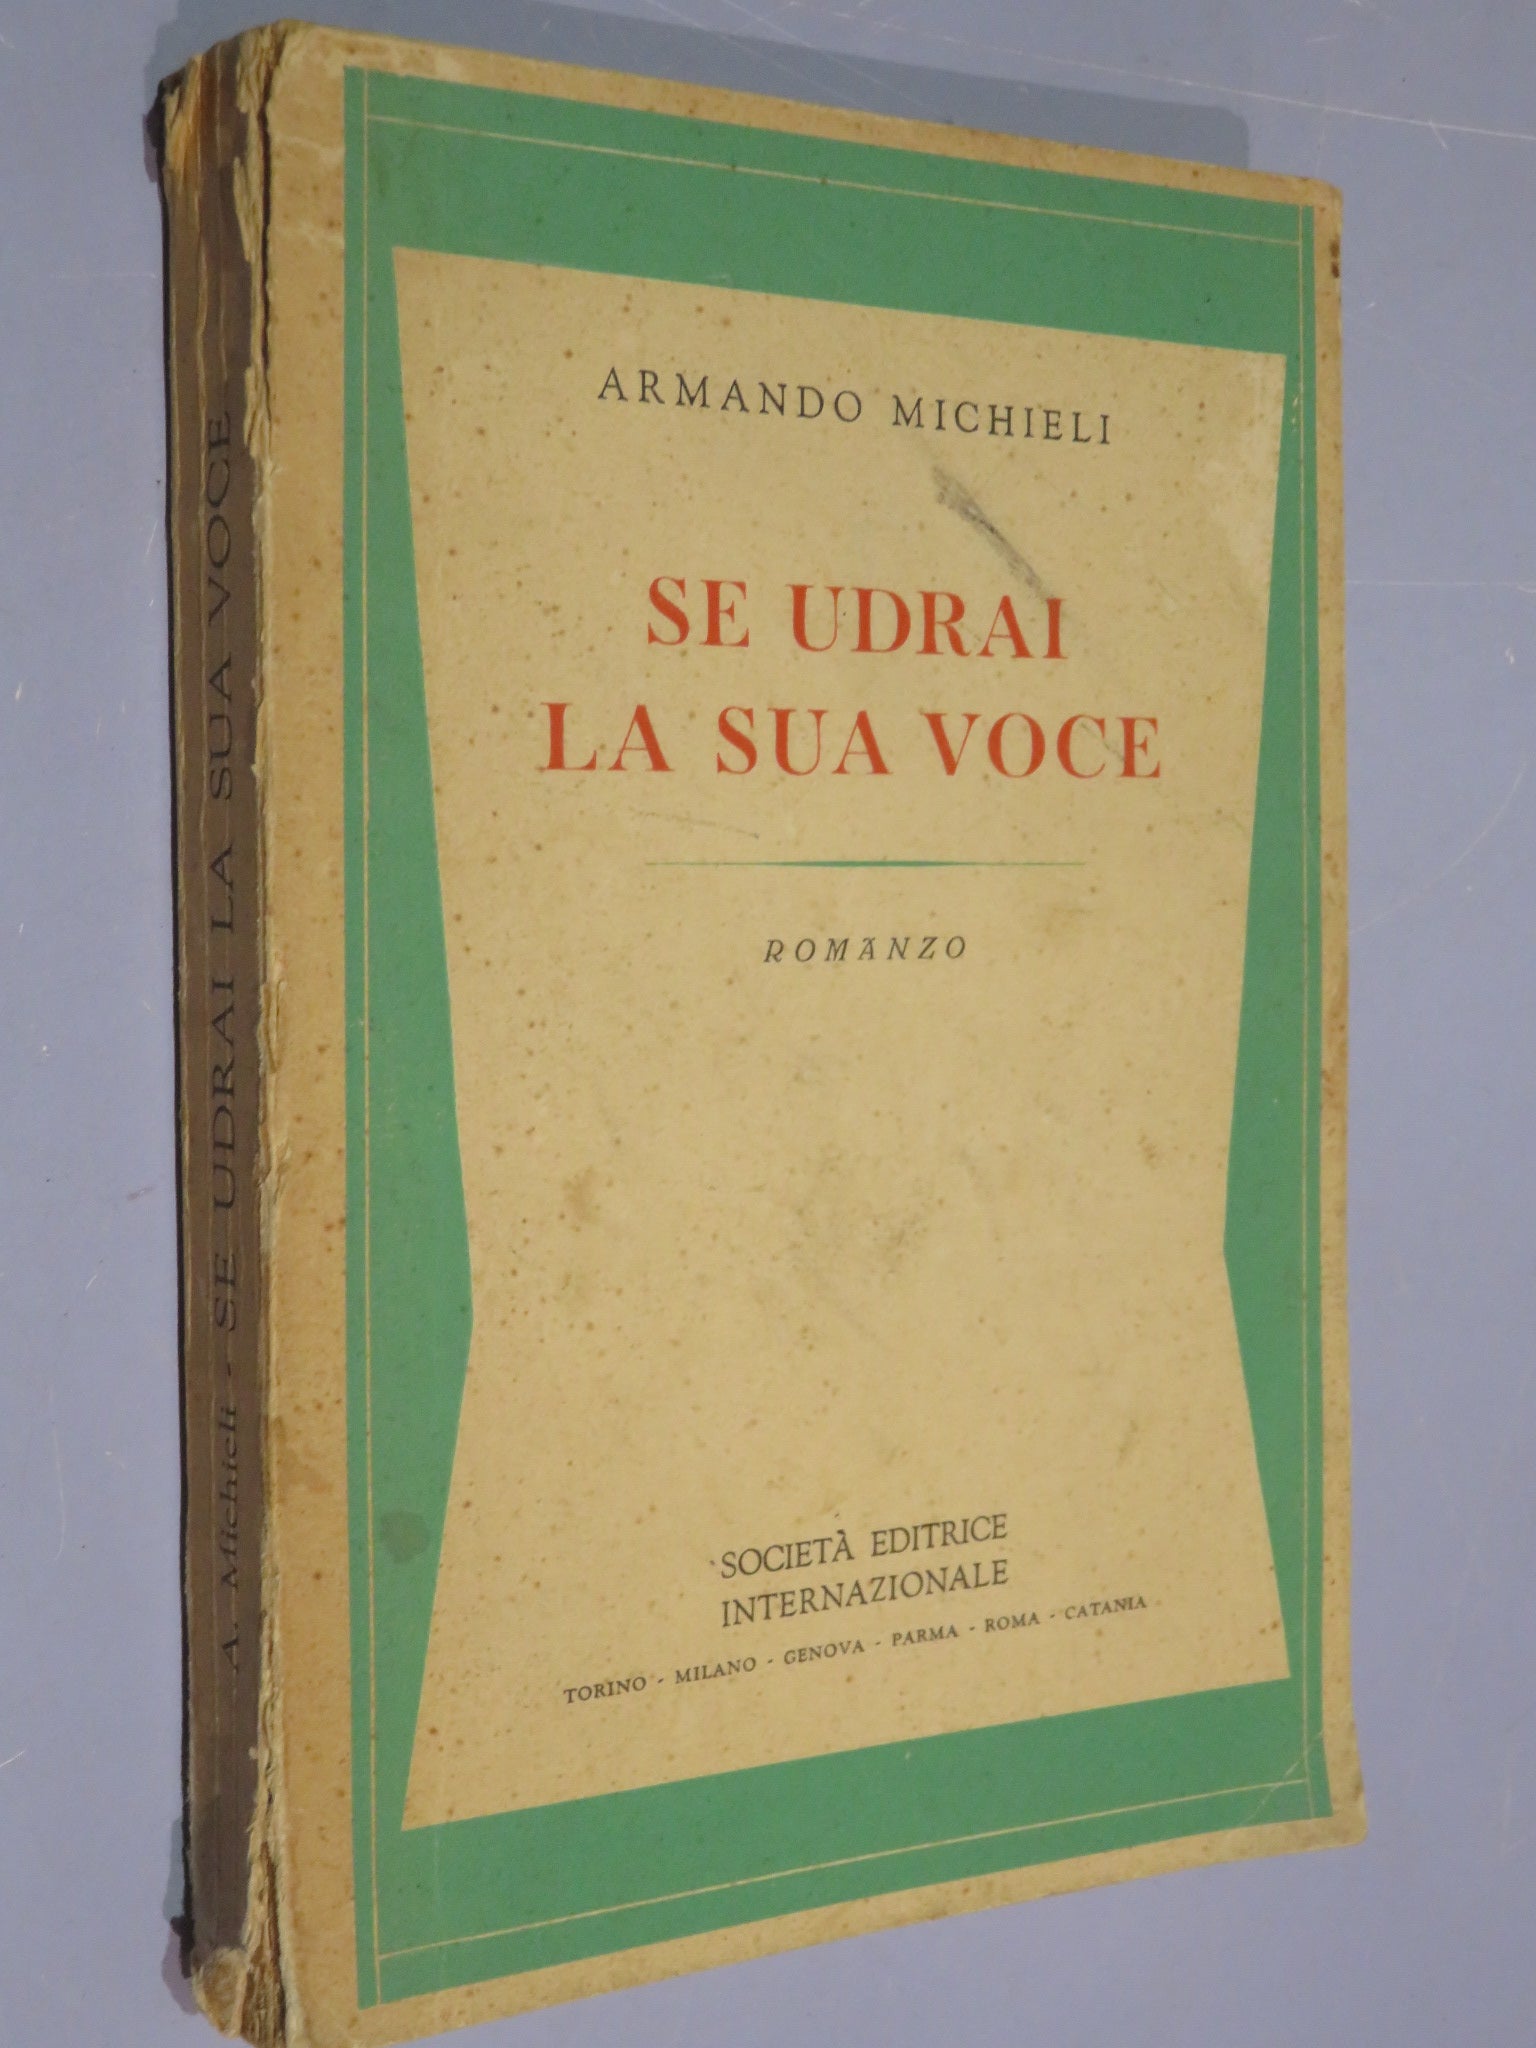 ARMANDO MICHIELI
SE UDRAI
LA SUA VOCE
ROMANZO
SOCIETÀ EDITRICE
INTERNAZIONALE
TORINO - MILANO - GENOVA - PARMA - ROMA - CATANIA
A. Michieli - SE UDRAI LA SUA VOCE